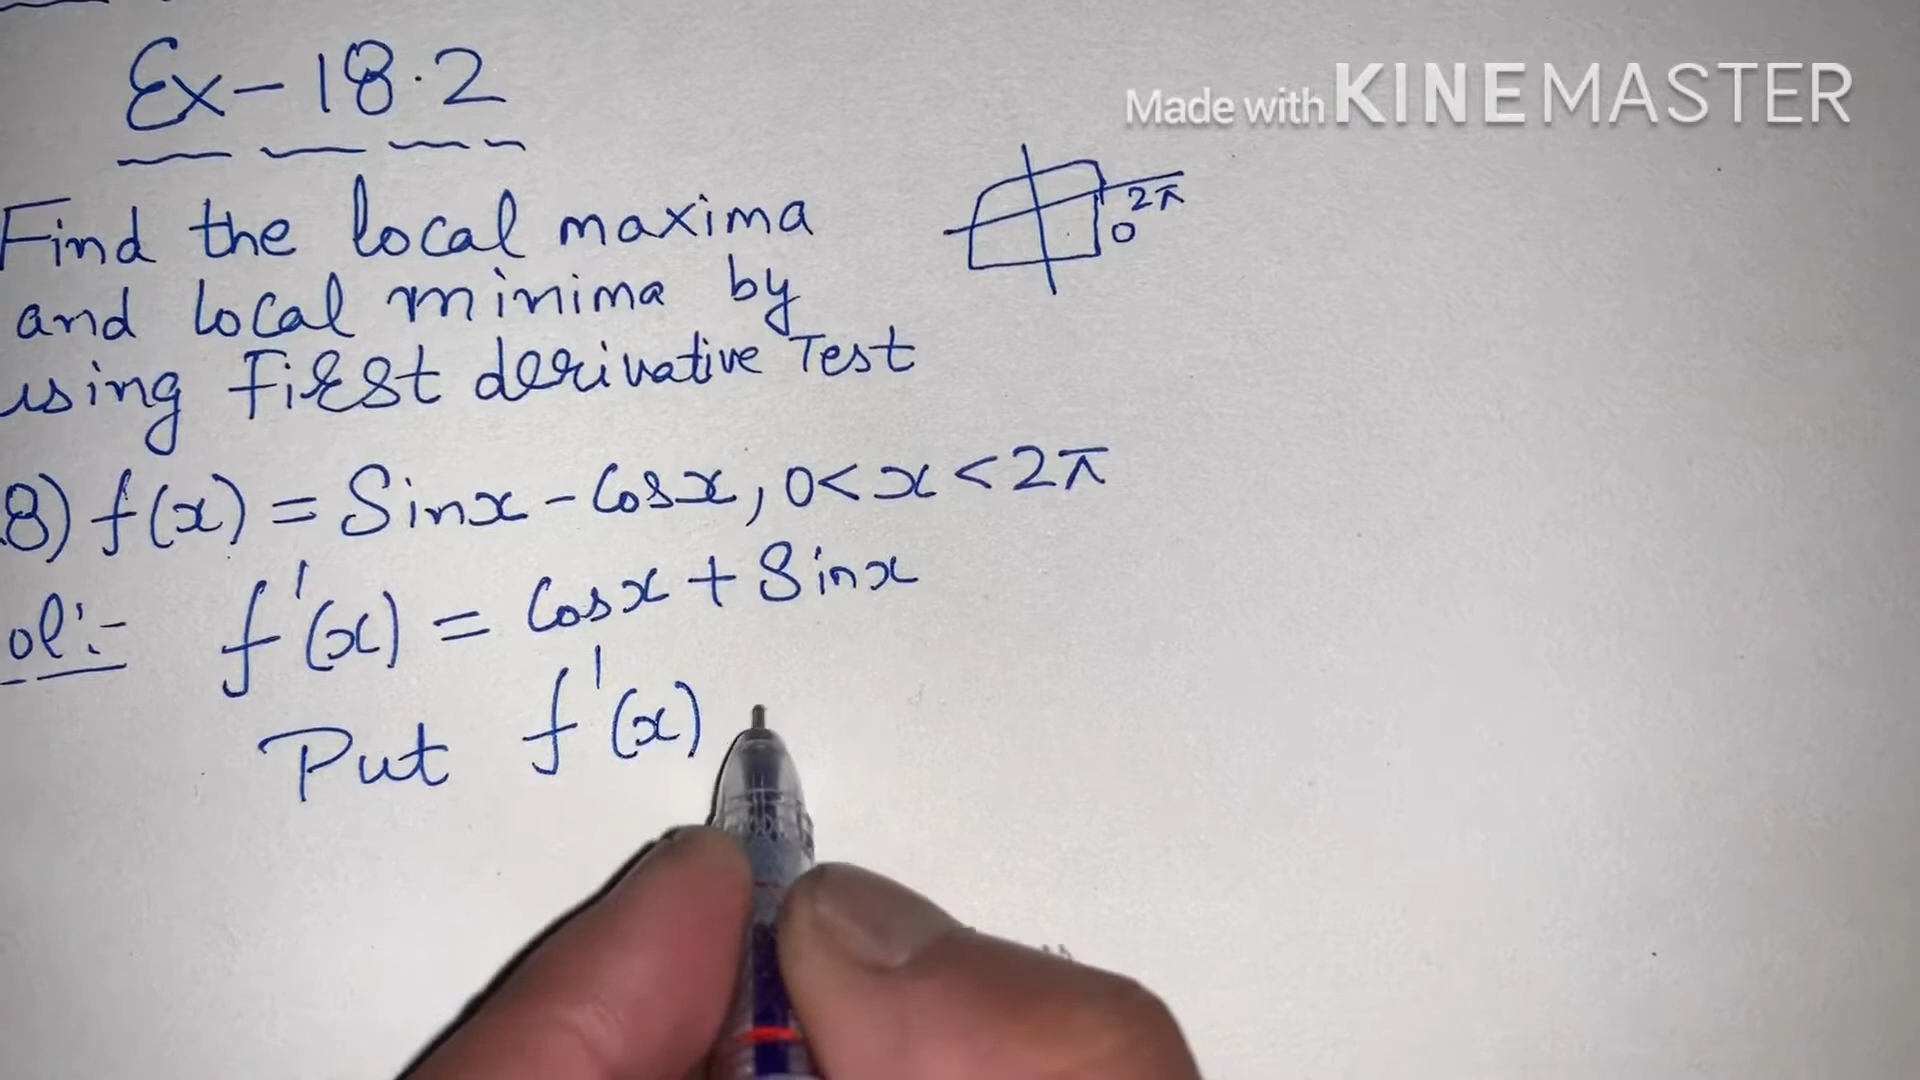 Ex-18.2
Made with KINEMASTER
2π
0
Find the local maxima
and local minima by
using First derivative Test
8) f(x) = Sinx - Cosx, 0 < x < 2π
ol:- f'(x) = Cosx + Sinx
Put f'(x)